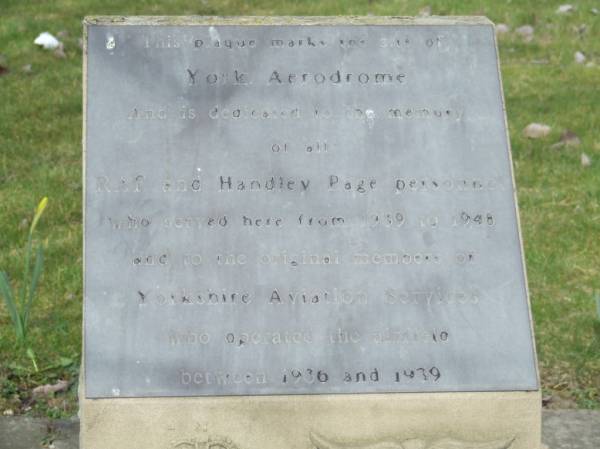 This plaque marks the site of
York Aerodrome
And is dedicated to the memory
of all
RAF and Handley Page personnel
who served here from 1939 to 1948
and to the original members of
Yorkshire Aviation Services
who operated the airfield
between 1936 and 1939